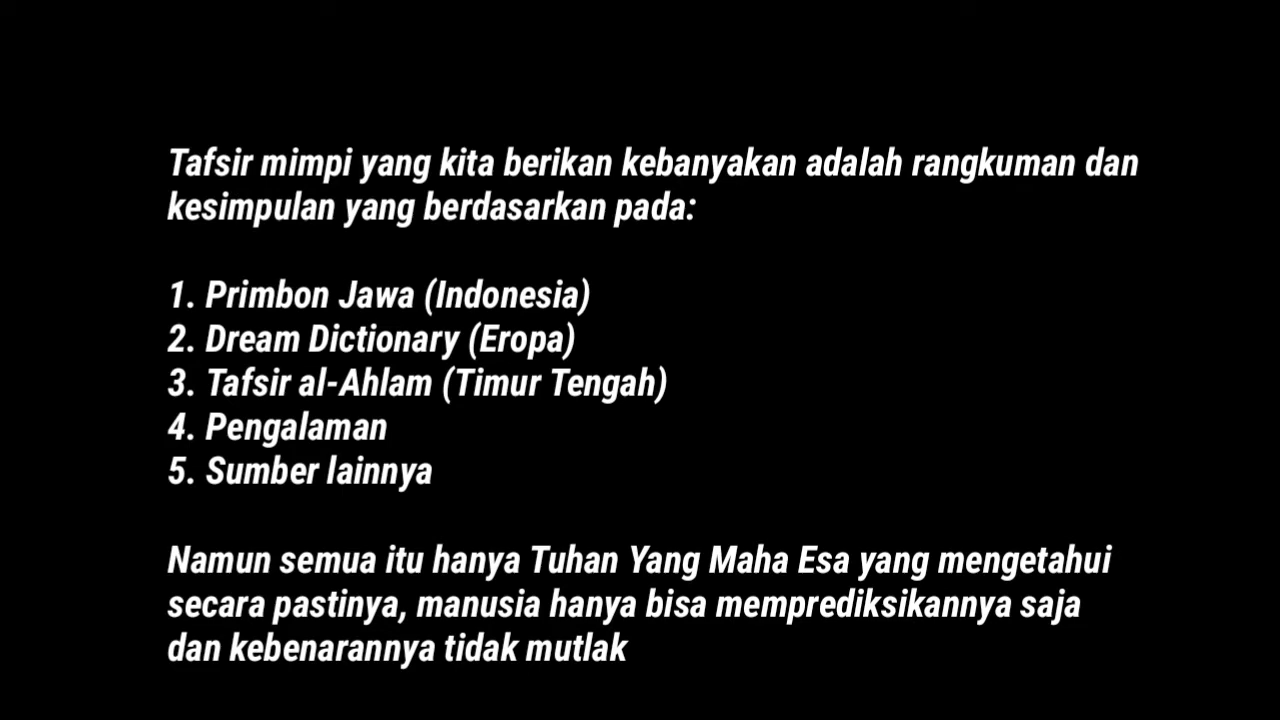 Tafsir mimpi yang kita berikan kebanyakan adalah rangkuman dan
kesimpulan yang berdasarkan pada:
1. Primbon Jawa (Indonesia)
2. Dream Dictionary (Eropa)
3. Tafsir al-Ahlam (Timur Tengah)
4. Pengalaman
5. Sumber lainnya
Namun semua itu hanya Tuhan Yang Maha Esa yang mengetahui
secara pastinya, manusia hanya bisa memprediksikannya saja
dan kebenarannya tidak mutlak